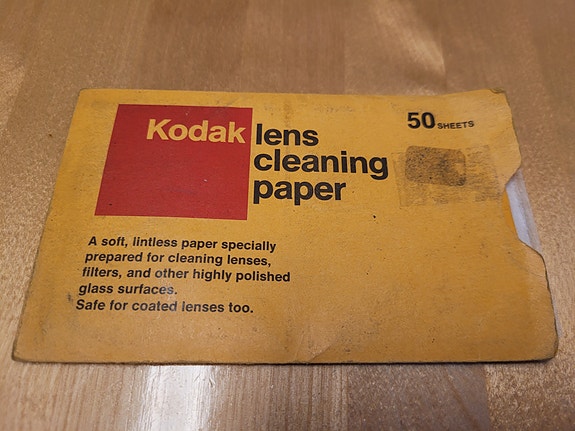 Kodak lens
cleaning
paper
50 SHEETS
A soft, lintless paper specially
prepared for cleaning lenses,
filters, and other highly polished
glass surfaces.
Safe for coated lenses too.